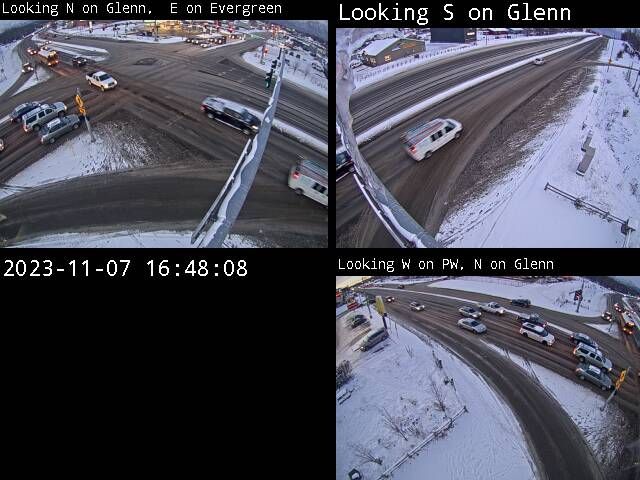 Looking N on Glenn,  E on Evergreen
Looking S on Glenn
2023-11-07 16:48:08
Looking W on PW, N on Glenn